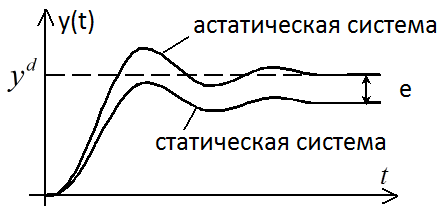 y(t)
астатическая система
y^d
e
статическая система
t